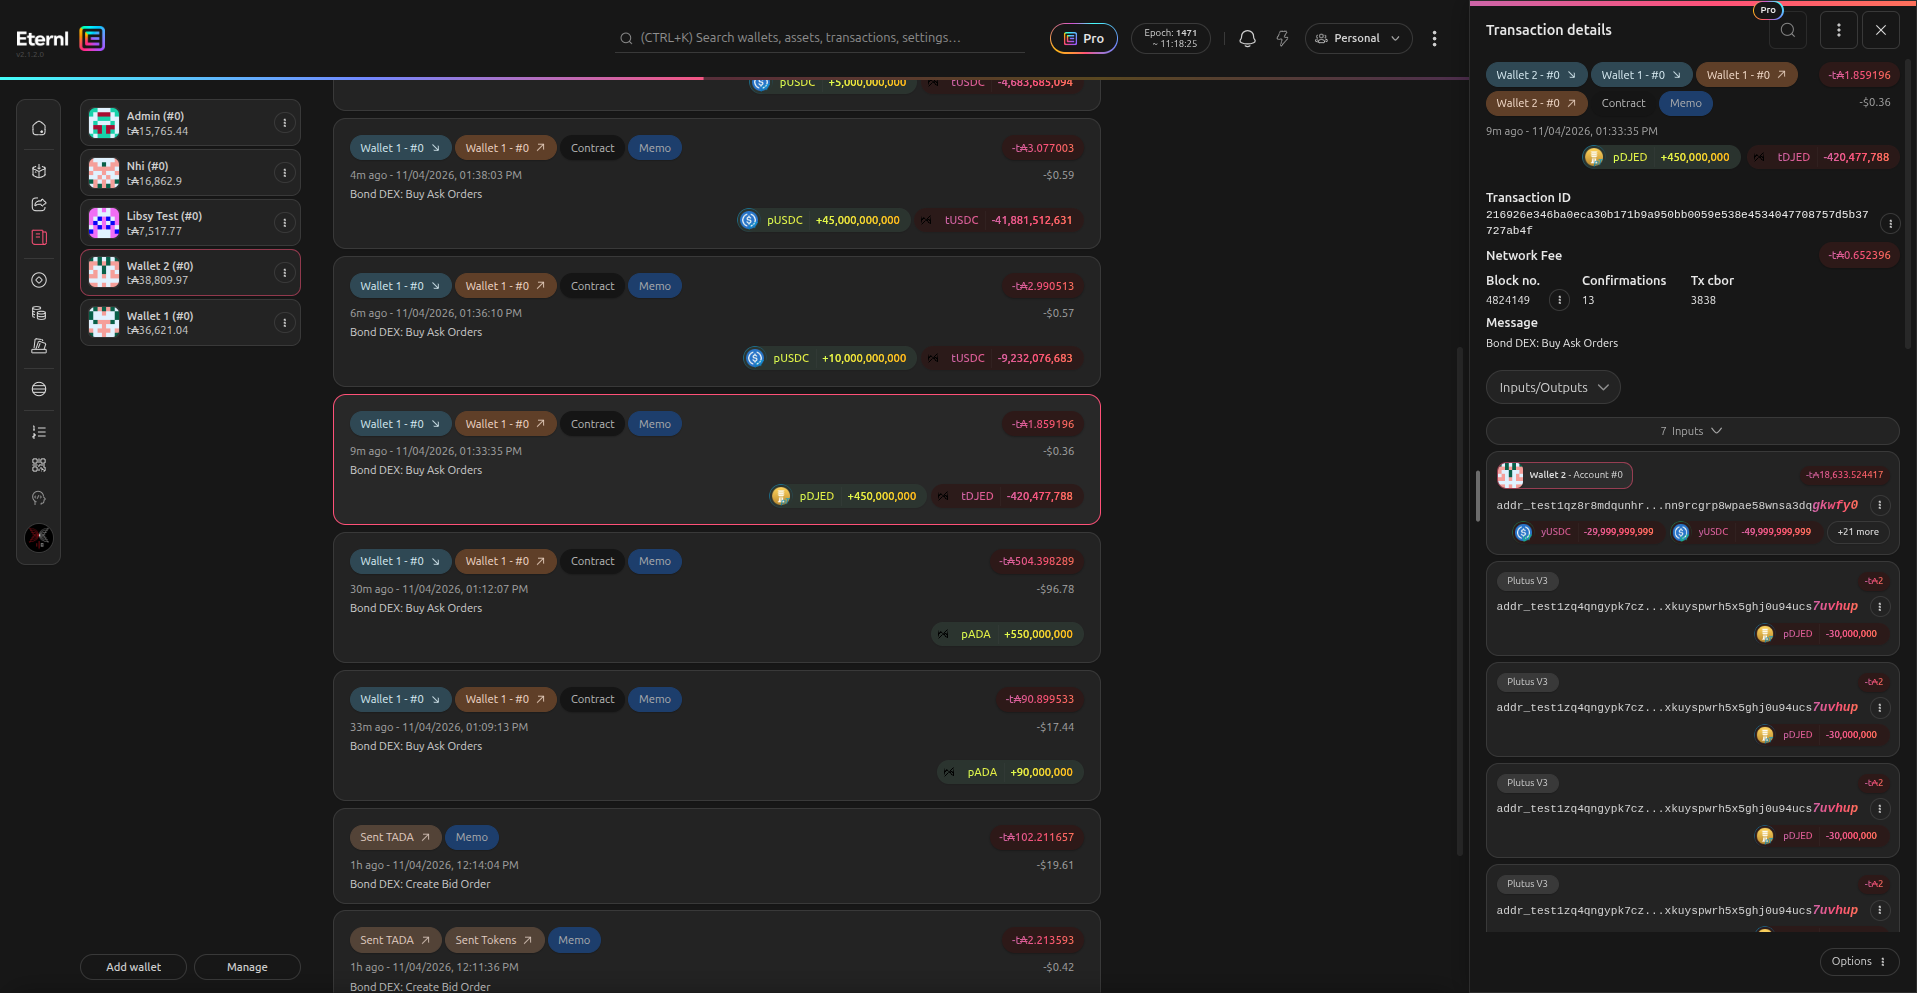 Eternl
v2.1.2.0
(CTRL+K) Search wallets, assets, transactions, settings...
Pro
Epoch: 1471
~ 11:18:25
Personal
Admin (#0)
t₳15,765.44
Nhi (#0)
t₳16,862.9
Libsy Test (#0)
t₳7,517.77
Wallet 2 (#0)
t₳38,809.97
Wallet 1 (#0)
t₳36,621.04
Add wallet
Manage
pUSDC +5,000,000,000 tUSDC -4,683,685,094
Wallet 1 - #0 Wallet 1 - #0 Contract Memo -t₳3.077003
4m ago - 11/04/2026, 01:38:03 PM -$0.59
Bond DEX: Buy Ask Orders
pUSDC +45,000,000,000 tUSDC -41,881,512,631
Wallet 1 - #0 Wallet 1 - #0 Contract Memo -t₳2.990513
6m ago - 11/04/2026, 01:36:10 PM -$0.57
Bond DEX: Buy Ask Orders
pUSDC +10,000,000,000 tUSDC -9,232,076,683
Wallet 1 - #0 Wallet 1 - #0 Contract Memo -t₳1.859196
9m ago - 11/04/2026, 01:33:35 PM -$0.36
Bond DEX: Buy Ask Orders
pDJED +450,000,000 tDJED -420,477,788
Wallet 1 - #0 Wallet 1 - #0 Contract Memo -t₳504.398289
30m ago - 11/04/2026, 01:12:07 PM -$96.78
Bond DEX: Buy Ask Orders
pADA +550,000,000
Wallet 1 - #0 Wallet 1 - #0 Contract Memo -t₳90.899533
33m ago - 11/04/2026, 01:09:13 PM -$17.44
Bond DEX: Buy Ask Orders
pADA +90,000,000
Sent TADA Memo -t₳102.211657
1h ago - 11/04/2026, 12:14:04 PM -$19.61
Bond DEX: Create Bid Order
Sent TADA Sent Tokens Memo -t₳2.213593
1h ago - 11/04/2026, 12:11:36 PM -$0.42
Bond DEX: Create Bid Order
Pro
Transaction details
Wallet 2 - #0 Wallet 1 - #0 Wallet 1 - #0 -t₳1.859196
Wallet 2 - #0 Contract Memo -$0.36
9m ago - 11/04/2026, 01:33:35 PM
pDJED +450,000,000 tDJED -420,477,788
Transaction ID
216926e346ba0eca30b171b9a950bb0059e538e4534047708757d5b37
727ab4f
Network Fee -t₳0.652396
Block no. Confirmations Tx cbor
4824149 13 3838
Message
Bond DEX: Buy Ask Orders
Inputs/Outputs
7 Inputs
Wallet 2 - Account #0 -t₳18,633.524417
addr_test1qz8r8mdqunhr...nn9rcgrp8wpae58wnsa3dqgkwfy0
yUSDC -29,999,999,999 yUSDC -49,999,999,999 +21 more
Plutus V3 -t₳2
addr_test1zq4qngypk7cz...xkuyspwrh5x5ghj0u94ucs7uvhup
pDJED -30,000,000
Plutus V3 -t₳2
addr_test1zq4qngypk7cz...xkuyspwrh5x5ghj0u94ucs7uvhup
pDJED -30,000,000
Plutus V3 -t₳2
addr_test1zq4qngypk7cz...xkuyspwrh5x5ghj0u94ucs7uvhup
pDJED -30,000,000
Plutus V3 -t₳2
addr_test1zq4qngypk7cz...xkuyspwrh5x5ghj0u94ucs7uvhup
Options